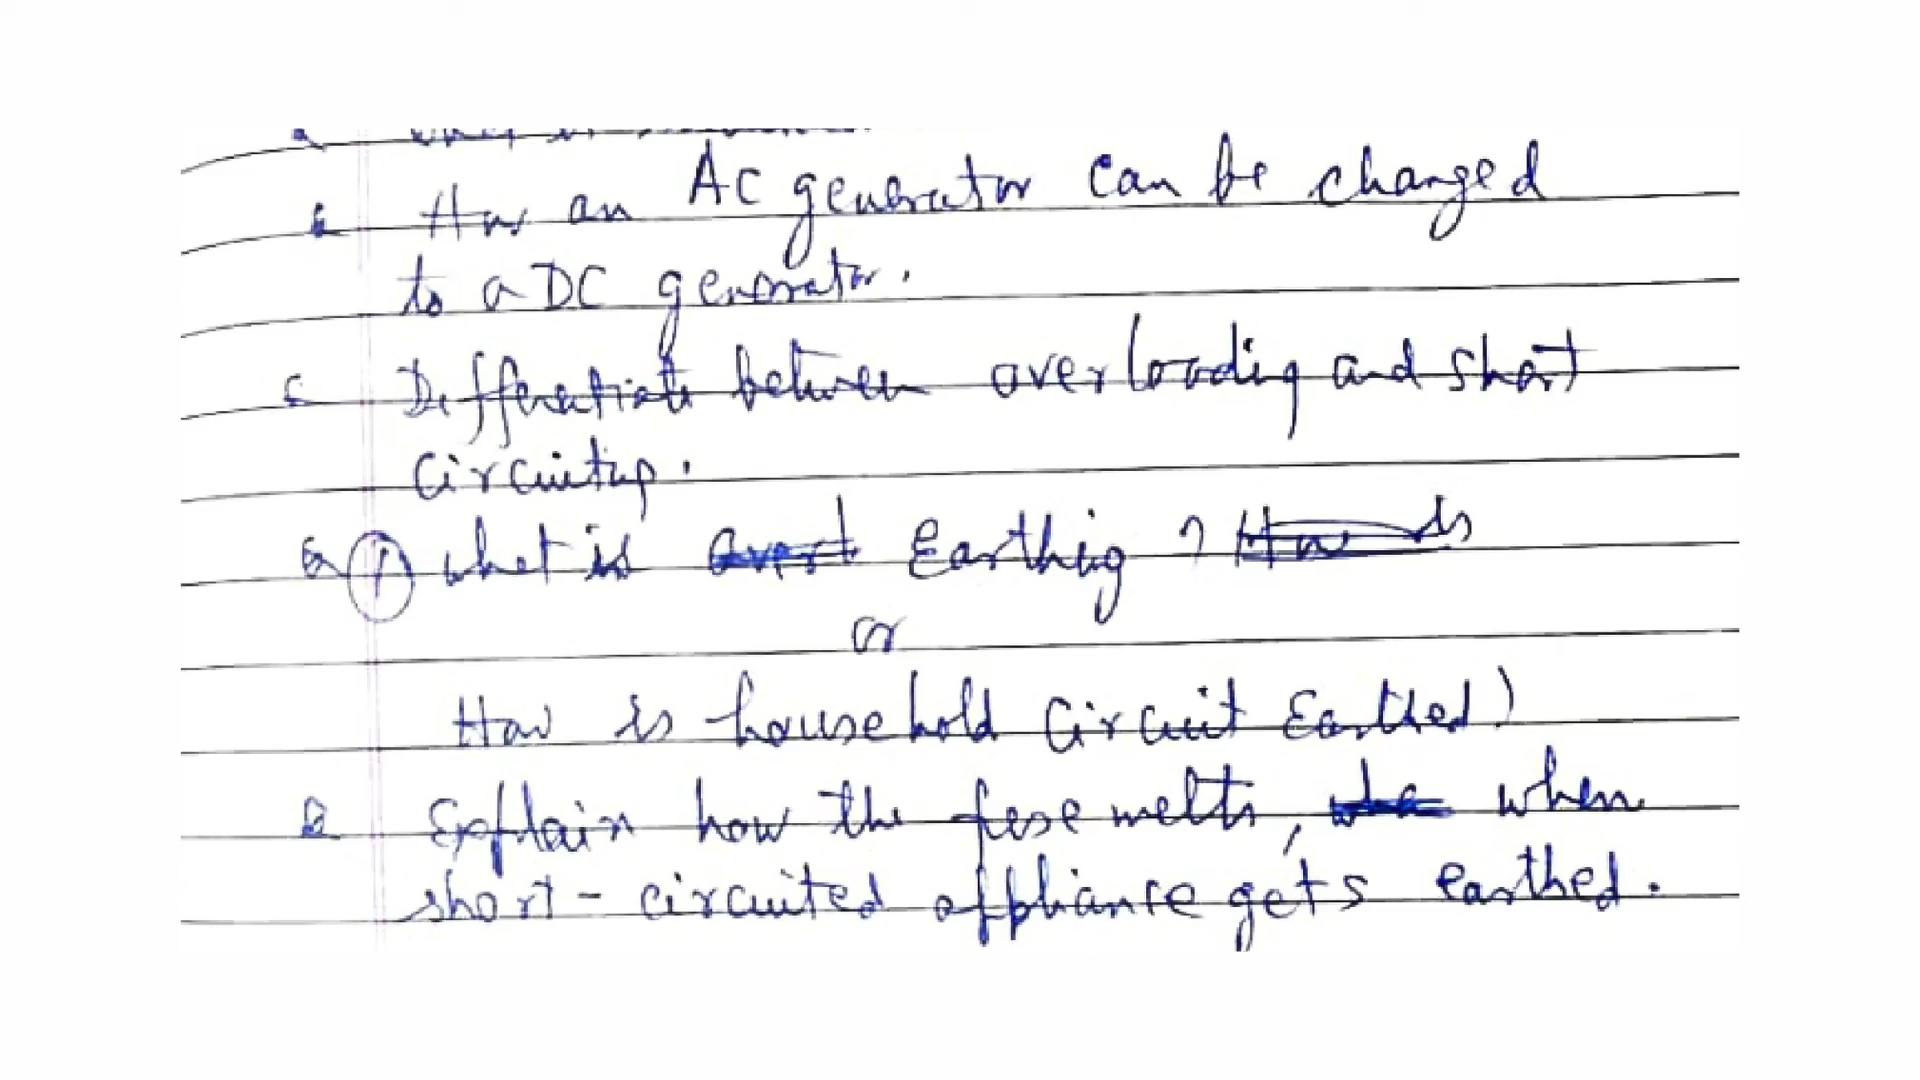 b How an AC generator can be changed
to a DC generator.
c Differentiate between overloading and short
circuiting.
a 1 what is Earthing ?
or
How is household Circuit Earthed)
b Explain how the fuse melts, when
short-circuited appliance gets earthed.